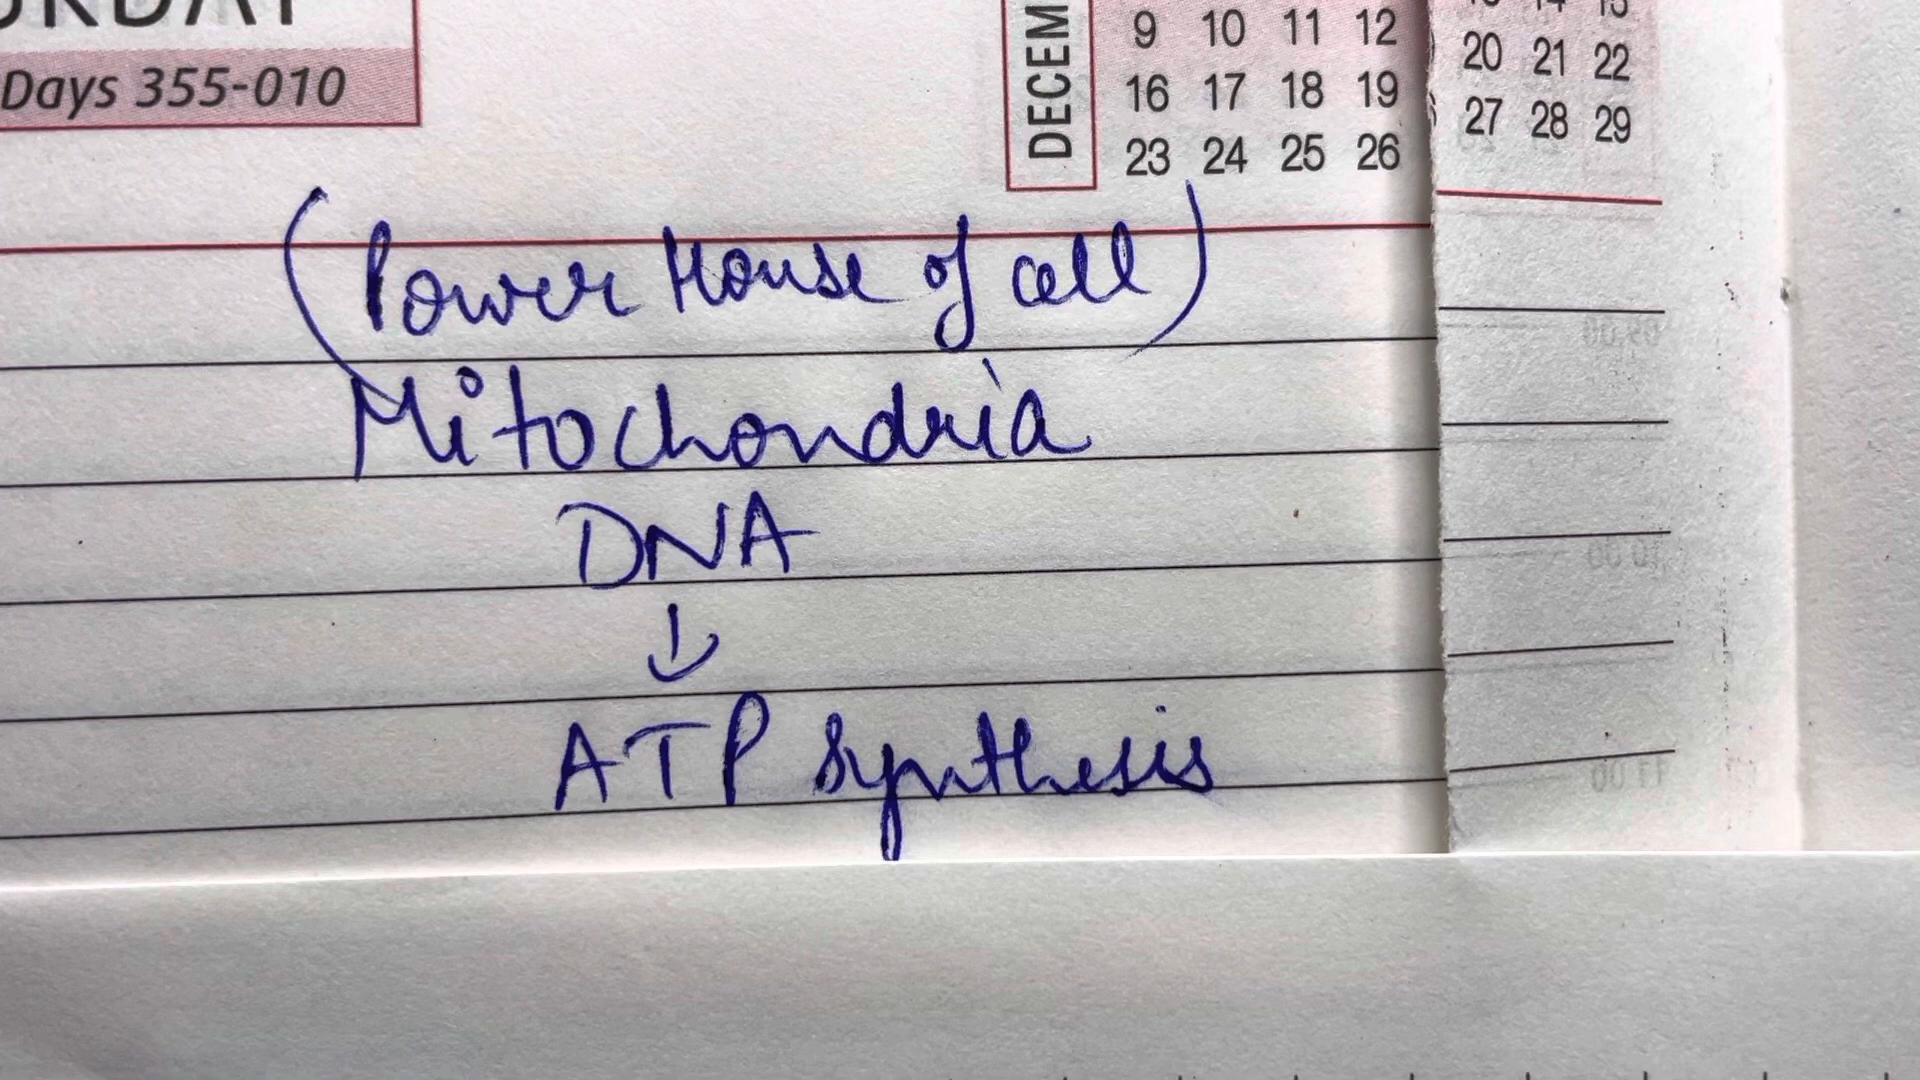 Days 355-010
DECEM
9 10 11 12
16 17 18 19
23 24 25 26
20 21 22
27 28 29
(Power House of cell)
Mitochondria
DNA
↓
ATP synthesis